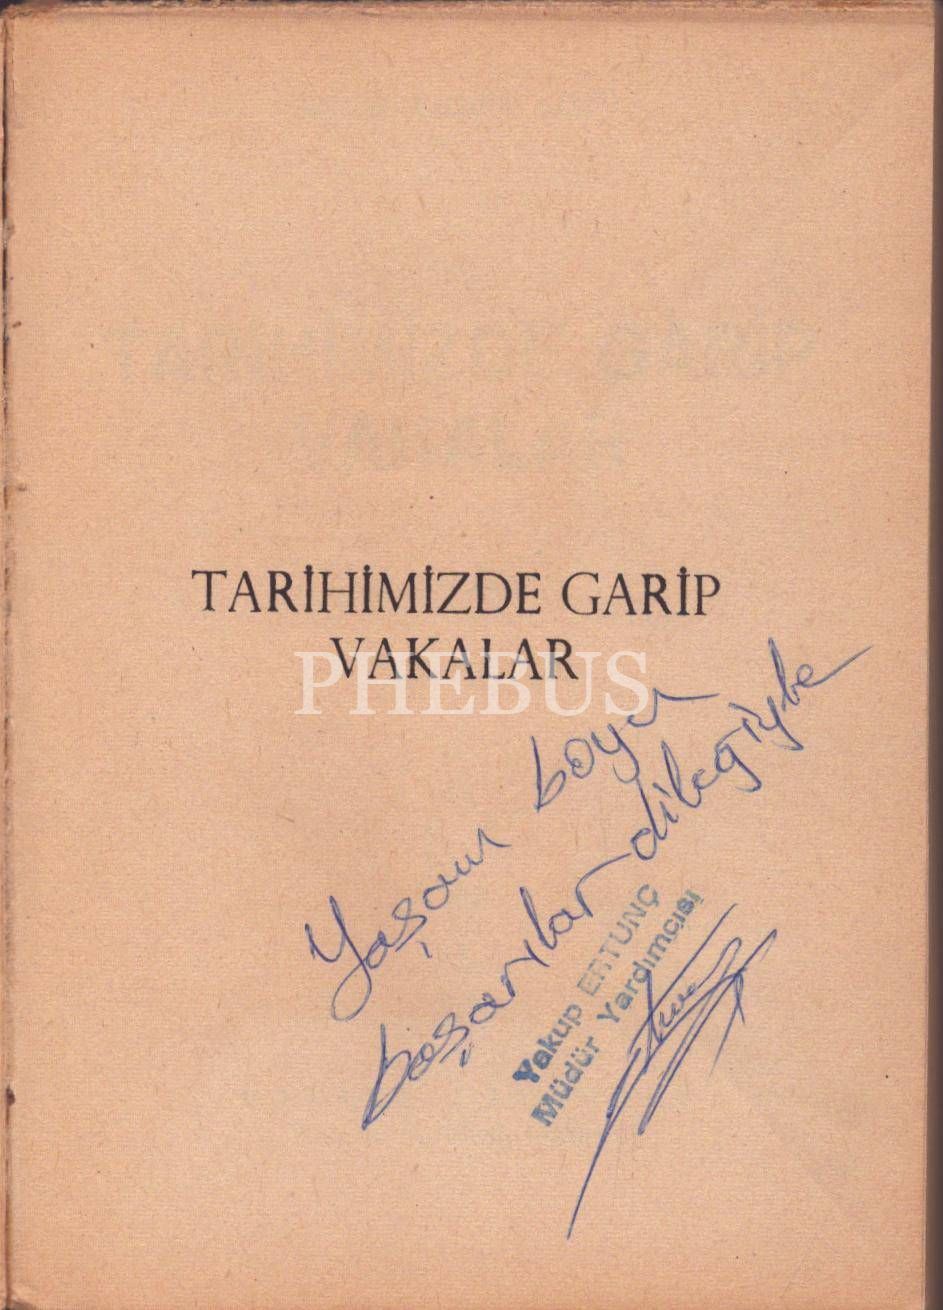 TARİHİMİZDE GARİP
VAKALAR
PHEBUS
Yaşam boyu
başarılar dileğiyle
Yakup ERTUNÇ
Müdür Yardımcısı